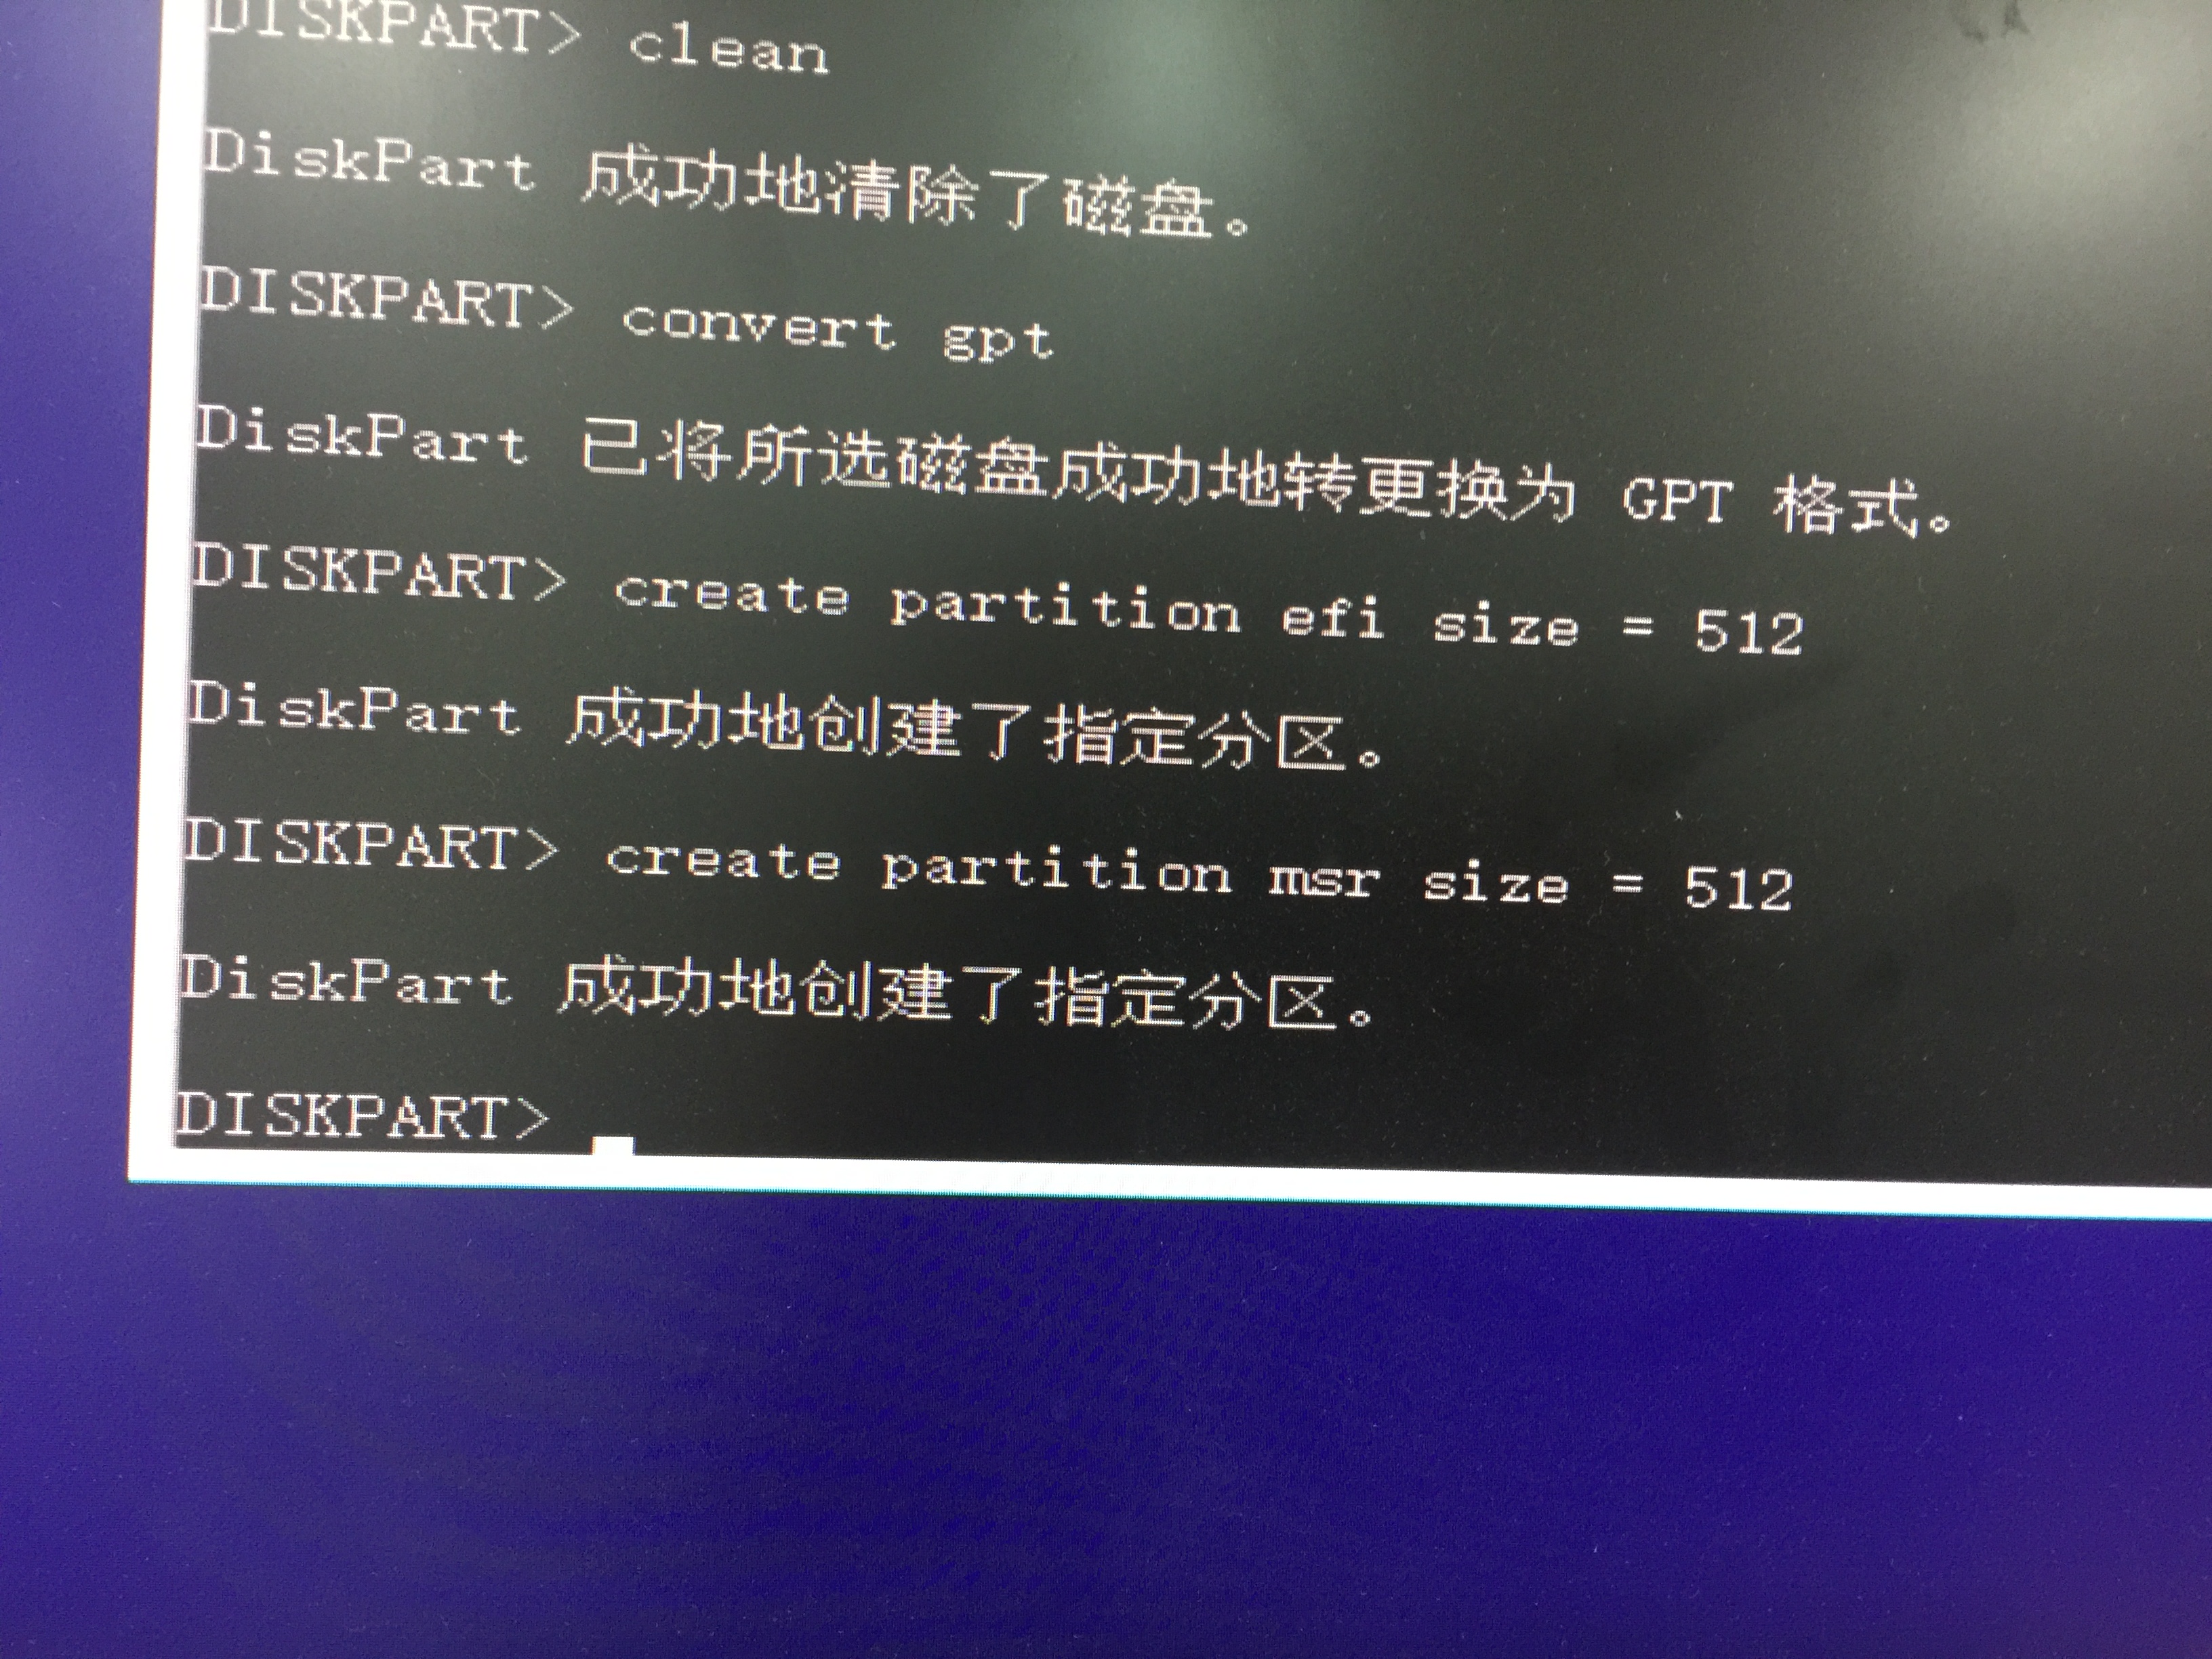 DISKPART> clean
DiskPart 成功地清除了磁盘。
DISKPART> convert gpt
DiskPart 已将所选磁盘成功地转更换为 GPT 格式。
DISKPART> create partition efi size = 512
DiskPart 成功地创建了指定分区。
DISKPART> create partition msr size = 512
DiskPart 成功地创建了指定分区。
DISKPART>